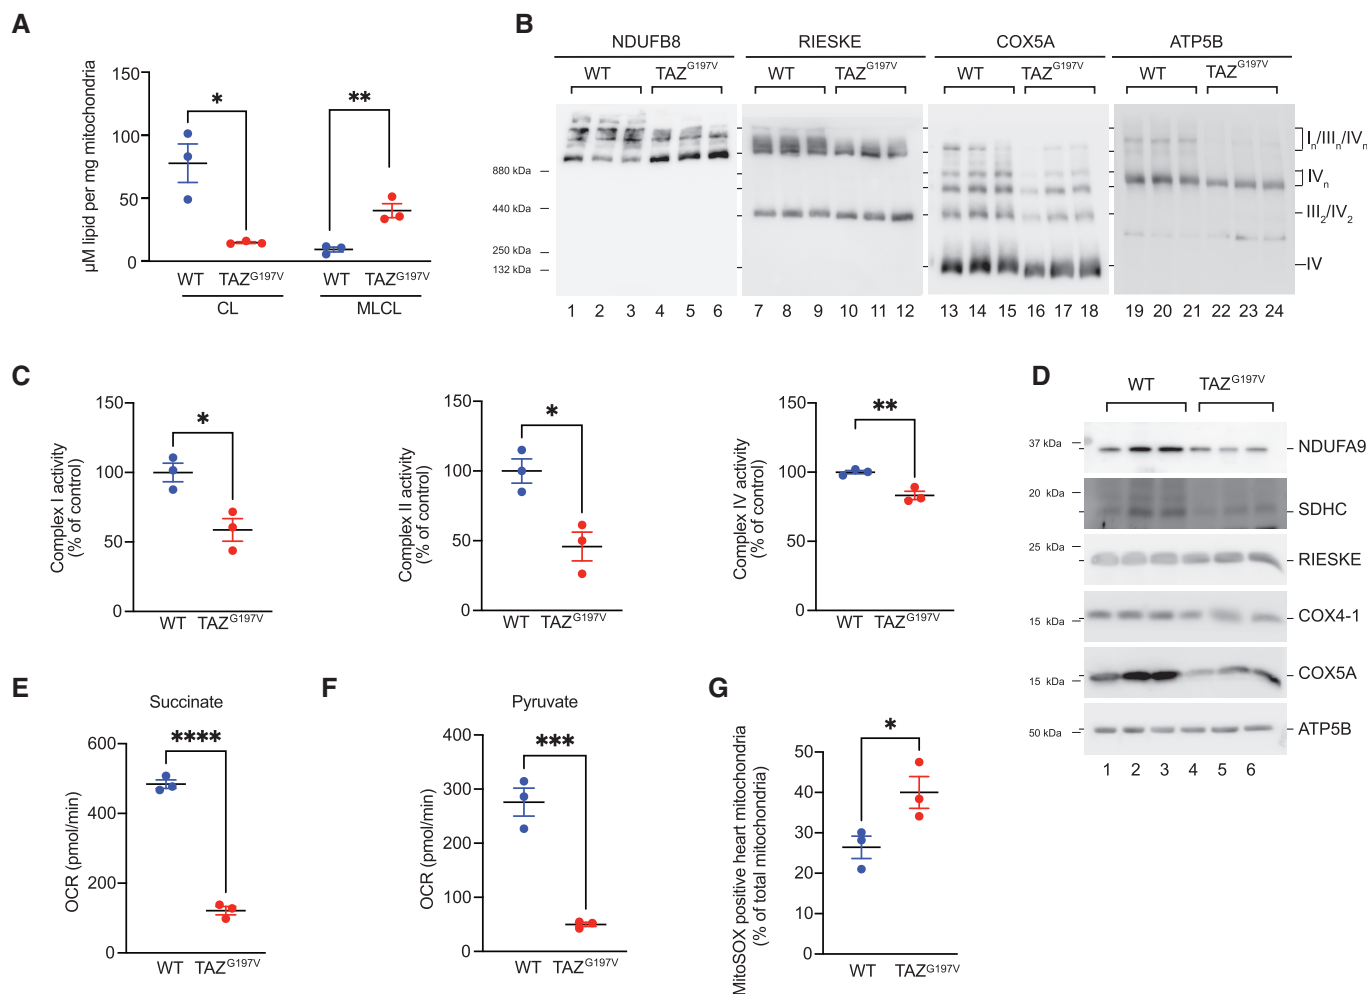 A
µM lipid per mg mitochondria
150
100
50
0
*
**
WT TAZG197V WT TAZG197V
CL MLCL
B
NDUFB8 RIESKE COX5A ATP5B
WT TAZG197V WT TAZG197V WT TAZG197V WT TAZG197V
880 kDa
440 kDa
250 kDa
132 kDa
In/IIIn/IVn
IVn
III2/IV2
IV
1 2 3 4 5 6 7 8 9 10 11 12 13 14 15 16 17 18 19 20 21 22 23 24
C
Complex I activity
(% of control)
150
100
50
0
*
WT TAZG197V
Complex II activity
(% of control)
150
100
50
0
*
WT TAZG197V
Complex IV activity
(% of control)
150
100
50
0
**
WT TAZG197V
D
WT TAZG197V
37 kDa
NDUFA9
20 kDa
SDHC
25 kDa
RIESKE
15 kDa
COX4-1
15 kDa
COX5A
50 kDa
ATP5B
1 2 3 4 5 6
E
Succinate
OCR (pmol/min)
600
400
200
0
****
WT TAZG197V
F
Pyruvate
OCR (pmol/min)
400
300
200
100
0
***
WT TAZG197V
G
MitoSOX positive heart mitochondria
(% of total mitochondria)
50
40
30
20
10
0
*
WT TAZG197V